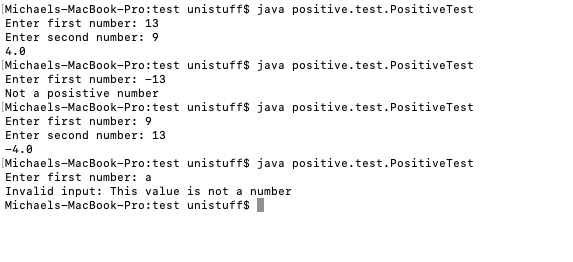 Michaels-MacBook-Pro:test unistuff$ java positive.test.PositiveTest
Enter first number: 13
Enter second number: 9
4.0
Michaels-MacBook-Pro:test unistuff$ java positive.test.PositiveTest
Enter first number: -13
Not a posistive number
Michaels-MacBook-Pro:test unistuff$ java positive.test.PositiveTest
Enter first number: 9
Enter second number: 13
-4.0
Michaels-MacBook-Pro:test unistuff$ java positive.test.PositiveTest
Enter first number: a
Invalid input: This value is not a number
Michaels-MacBook-Pro:test unistuff$